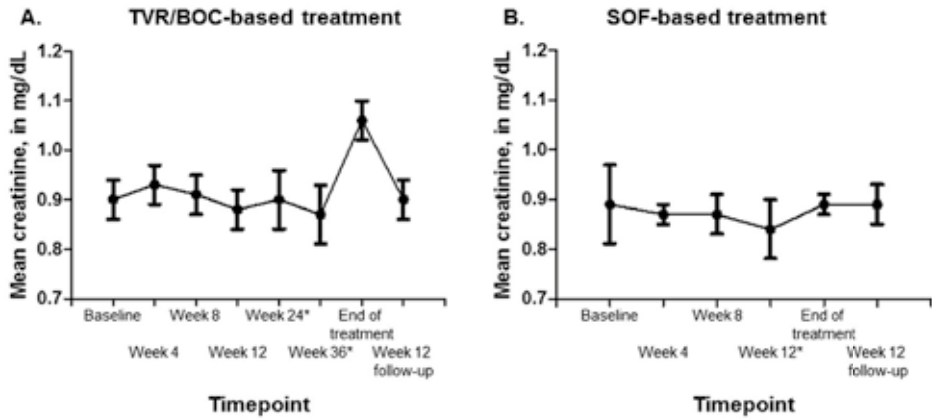 A. TVR/BOC-based treatment
Mean creatinine, in mg/dL
1.2
1.1
1.0
0.9
0.8
0.7
Baseline Week 8 Week 24* End of
treatment
Week 4 Week 12 Week 36* Week 12
follow-up
Timepoint
B. SOF-based treatment
Mean creatinine, in mg/dL
1.2
1.1
1.0
0.9
0.8
0.7
Baseline Week 8 End of
treatment
Week 4 Week 12* Week 12
follow-up
Timepoint